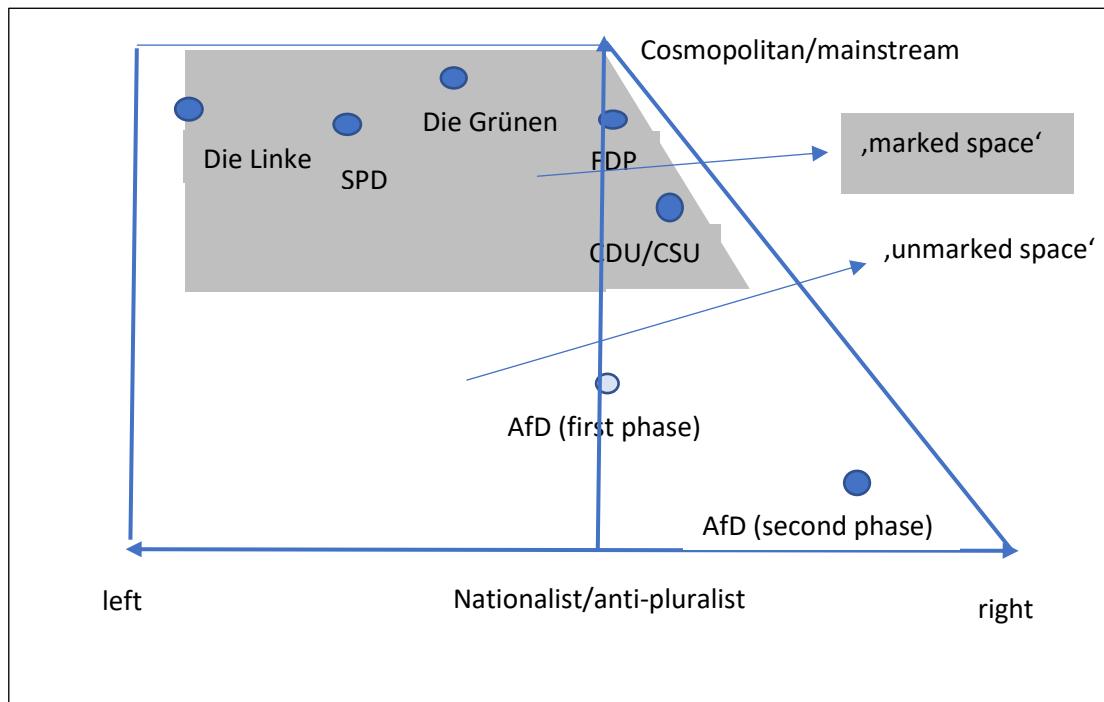 Cosmopolitan/mainstream
Die Grünen
‚marked space‘
Die Linke
FDP
SPD
CDU/CSU
‚unmarked space‘
AfD (first phase)
AfD (second phase)
left
Nationalist/anti-pluralist
right